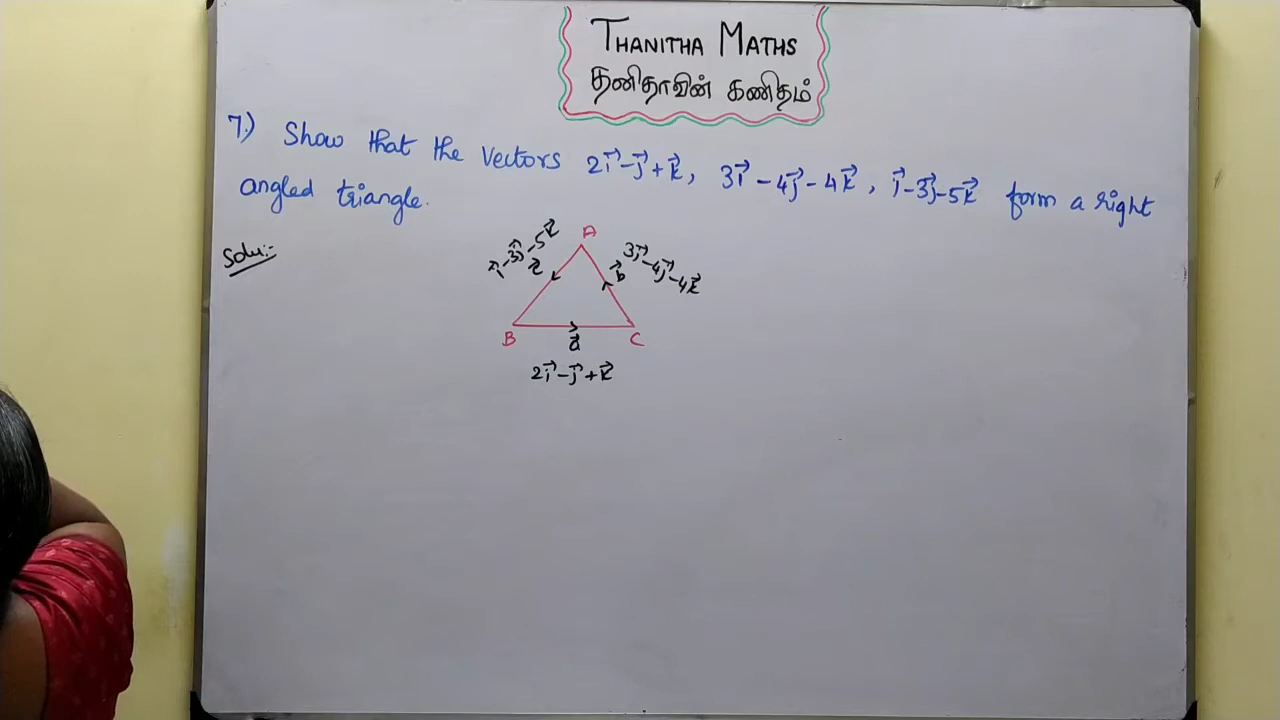 THANITHA MATHS
தனிதாவின் கணிதம்
7.) Show that the vectors 2i⃗ - j⃗ + k⃗, 3i⃗ - 4j⃗ - 4k⃗, i⃗ - 3j⃗ - 5k⃗ form a right
angled triangle.
Solu:-
A
i⃗ - 3j⃗ - 5k⃗
c⃗
3i⃗ - 4j⃗ - 4k⃗
b⃗
B
C
a⃗
2i⃗ - j⃗ + k⃗